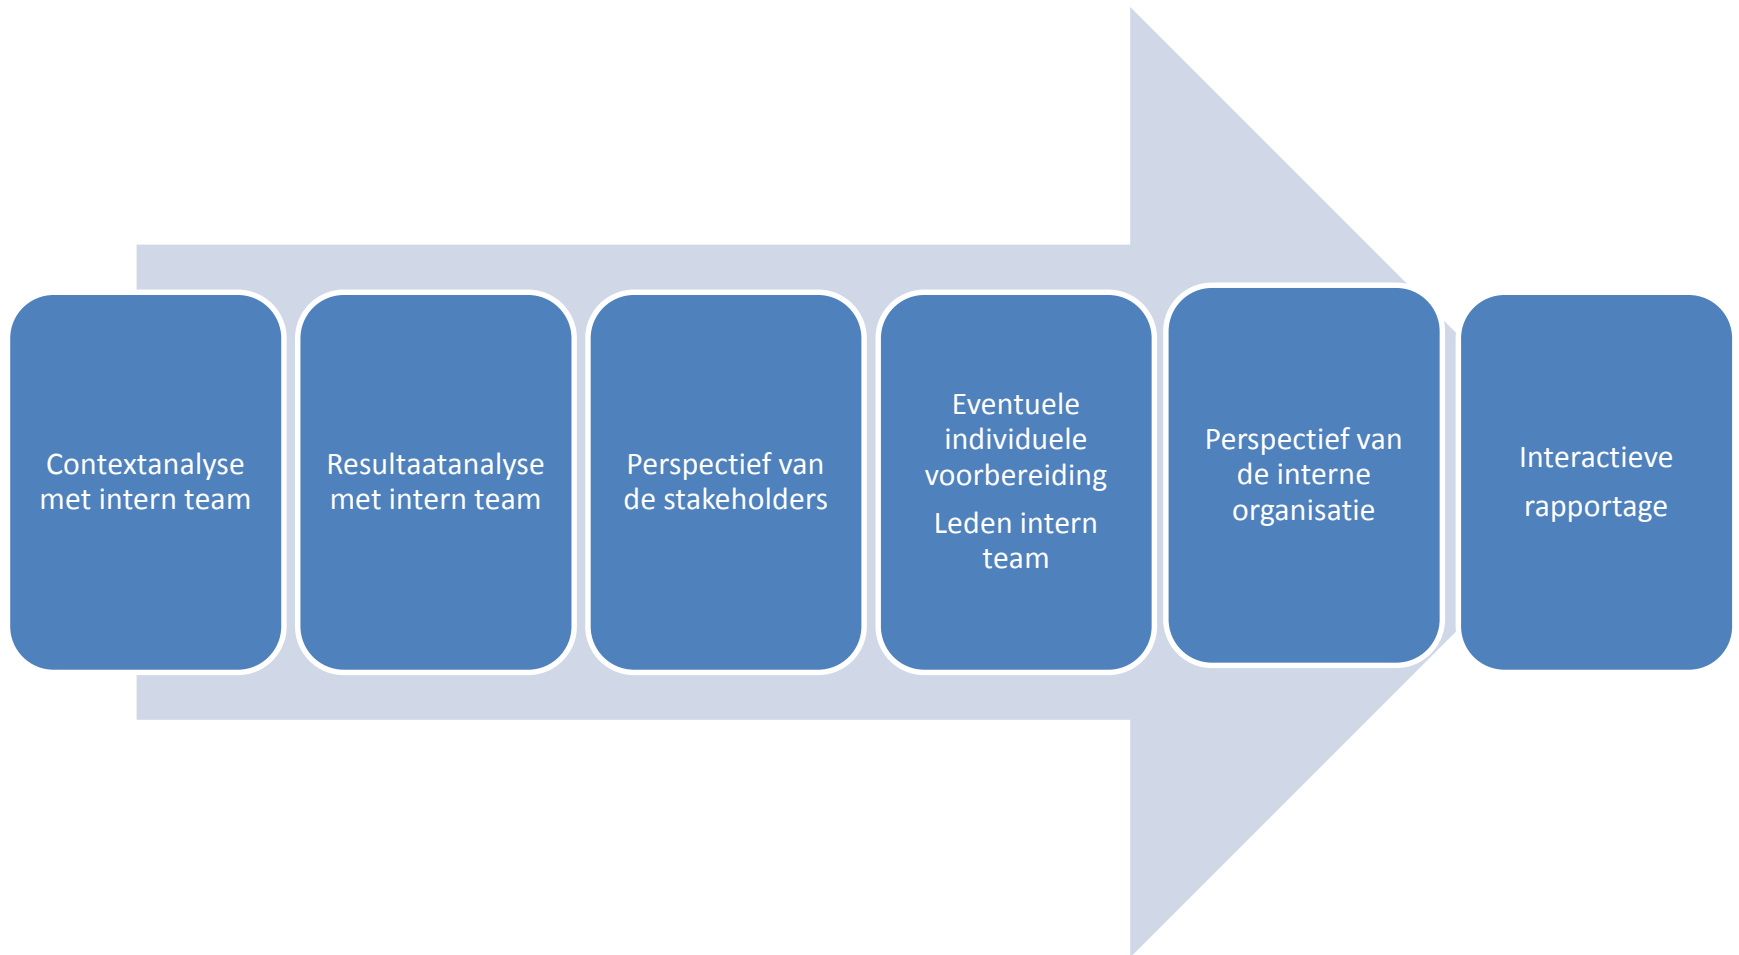 Contextanalyse
met intern team
Resultaatanalyse
met intern team
Perspectief van
de stakeholders
Eventuele
individuele
voorbereiding
Leden intern
team
Perspectief van
de interne
organisatie
Interactieve
rapportage